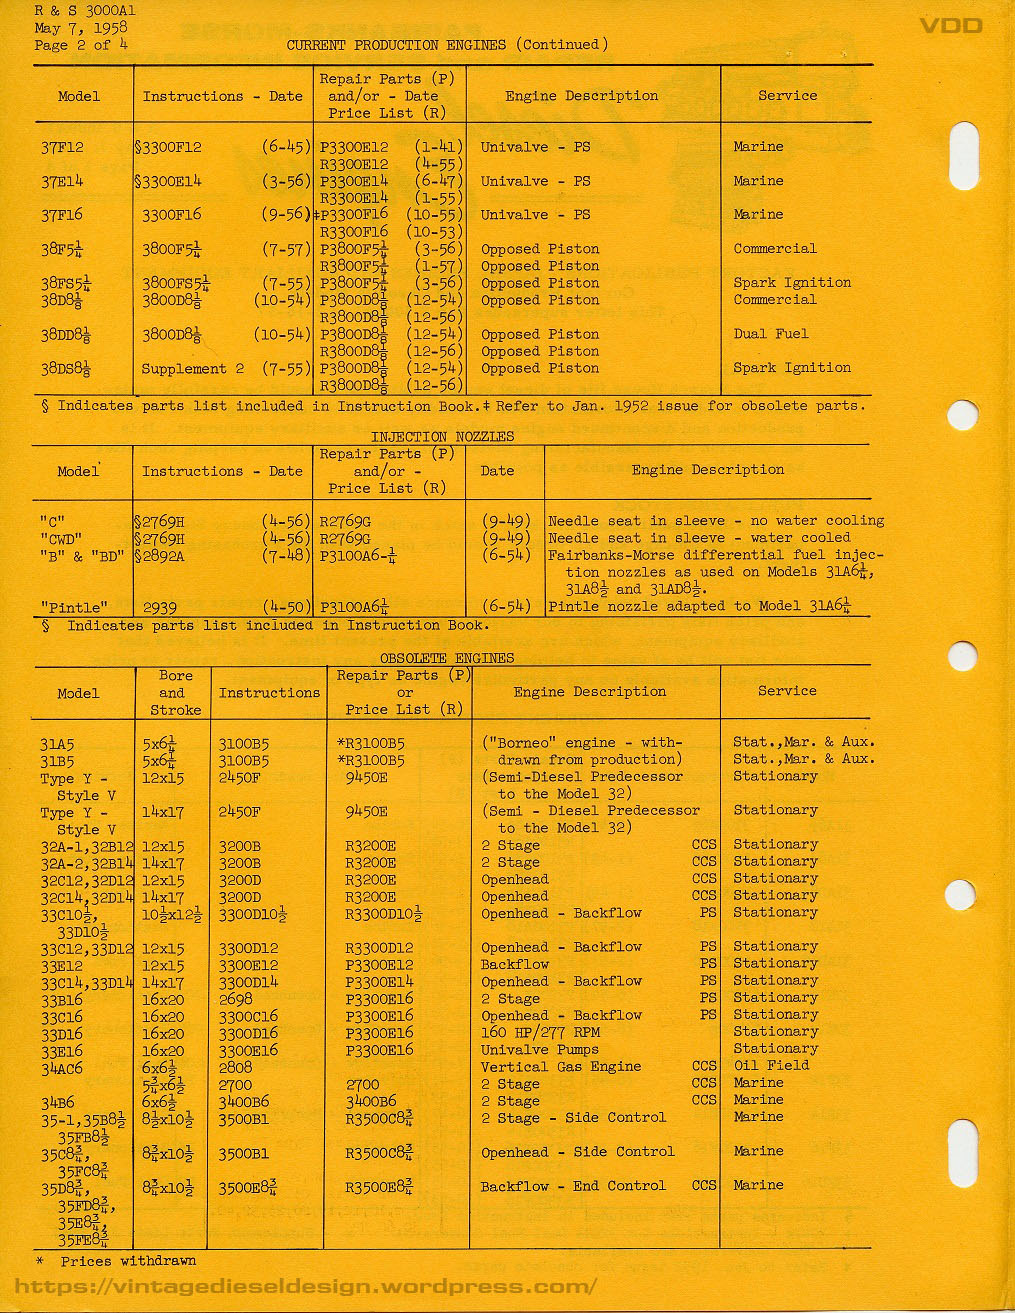 R & S 3000A1
May 7, 1958
Page 2 of 4
VDD
CURRENT PRODUCTION ENGINES (Continued)
Model Instructions - Date Repair Parts (P) and/or - Date Price List (R) Engine Description Service
37F12 §3300F12 (6-45) P3300E12 (1-41) Univalve - PS Marine
R3300E12 (4-55)
37E14 §3300E14 (3-56) P3300E14 (6-47) Univalve - PS Marine
R3300E14 (1-55)
37F16 3300F16 (9-56) ‡P3300F16 (10-55) Univalve - PS Marine
R3300F16 (10-53)
38F5¼ 3800F5¼ (7-57) P3800F5¼ (3-56) Opposed Piston Commercial
R3800F5¼ (1-57) Opposed Piston
38FS5¼ 3800FS5¼ (7-55) P3800F5¼ (3-56) Opposed Piston Spark Ignition
38D8⅛ 3800D8⅛ (10-54) P3800D8⅛ (12-54) Opposed Piston Commercial
R3800D8⅛ (12-56)
38DD8⅛ 3800D8⅛ (10-54) P3800D8⅛ (12-54) Opposed Piston Dual Fuel
R3800D8⅛ (12-56) Opposed Piston
38DS8⅛ Supplement 2 (7-55) P3800D8⅛ (12-54) Opposed Piston Spark Ignition
R3800D8⅛ (12-56)
§ Indicates parts list included in Instruction Book.‡ Refer to Jan. 1952 issue for obsolete parts.
INJECTION NOZZLES
Model Instructions - Date Repair Parts (P) and/or - Price List (R) Date Engine Description
"C" §2769H (4-56) R2769G (9-49) Needle seat in sleeve - no water cooling
"CWD" §2769H (4-56) R2769G (9-49) Needle seat in sleeve - water cooled
"B" & "BD" §2892A (7-48) P3100A6-¼ (6-54) Fairbanks-Morse differential fuel injec-
tion nozzles as used on Models 31A6¼,
31A8½ and 31AD8½.
"Pintle" 2939 (4-50) P3100A6¼ (6-54) Pintle nozzle adapted to Model 31A6¼
§ Indicates parts list included in Instruction Book.
OBSOLETE ENGINES
Model Bore and Stroke Instructions Repair Parts (P) or Price List (R) Engine Description Service
31A5 5x6¼ 3100B5 *R3100B5 ("Borneo" engine - with- Stat.,Mar. & Aux.
31B5 5x6¼ 3100B5 *R3100B5 drawn from production) Stat.,Mar. & Aux.
Type Y - 12x15 2450F 9450E (Semi-Diesel Predecessor Stationary
Style V to the Model 32)
Type Y - 14x17 2450F 9450E (Semi - Diesel Predecessor Stationary
Style V to the Model 32)
32A-1,32B12 12x15 3200B R3200E 2 Stage CCS Stationary
32A-2,32B14 14x17 3200B R3200E 2 Stage CCS Stationary
32C12,32D12 12x15 3200D R3200E Openhead CCS Stationary
32C14,32D14 14x17 3200D R3200E Openhead CCS Stationary
33C10½, 10½x12½ 3300D10½ R3300D10½ Openhead - Backflow PS Stationary
33D10½
33C12,33D12 12x15 3300D12 R3300D12 Openhead - Backflow PS Stationary
33E12 12x15 3300E12 P3300E12 Backflow PS Stationary
33C14,33D14 14x17 3300D14 P3300E14 Openhead - Backflow PS Stationary
33B16 16x20 2698 P3300E16 2 Stage PS Stationary
33C16 16x20 3300C16 P3300E16 Openhead - Backflow PS Stationary
33D16 16x20 3300D16 P3300E16 160 HP/277 RPM Stationary
33E16 16x20 3300E16 P3300E16 Univalve Pumps Stationary
34AC6 6x6½ 2808 Vertical Gas Engine CCS Oil Field
5¾x6½ 2700 2700 2 Stage CCS Marine
34B6 6x6½ 3400B6 3400B6 2 Stage CCS Marine
35-1,35B8½ 8½x10½ 3500B1 R3500C8¾ 2 Stage - Side Control Marine
35FB8½
35C8¾, 8¾x10½ 3500B1 R3500C8¾ Openhead - Side Control Marine
35FC8¾
35D8¾, 8¾x10½ 3500E8¾ R3500E8¾ Backflow - End Control CCS Marine
35FD8¾,
35E8¾,
35FE8¾
* Prices withdrawn
https://vintagedieseldesign.wordpress.com/